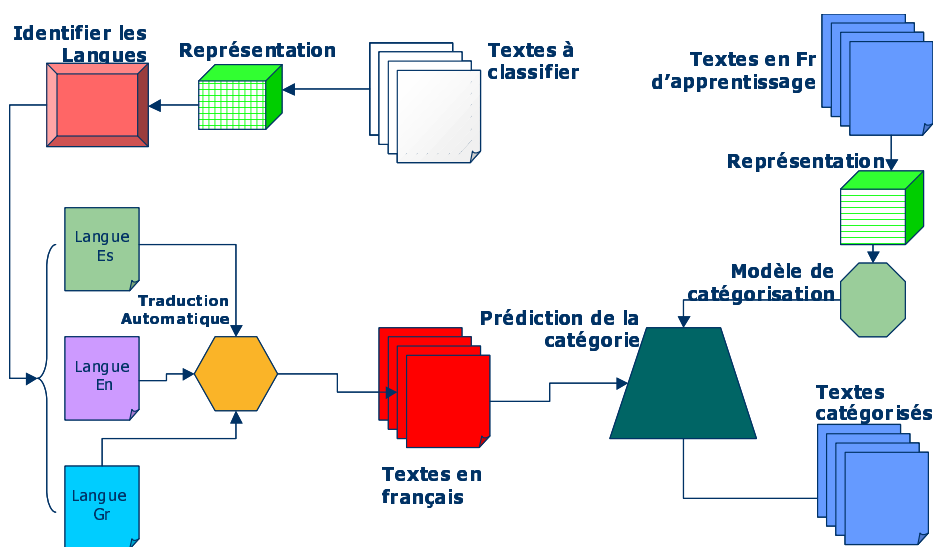 Identifier les
Langues
Représentation
Textes à
classifier
Textes en Fr
d'apprentissage
Représentation
Modèle de
catégorisation
Langue
Es
Traduction
Automatique
Langue
En
Langue
Gr
Textes en
français
Prédiction de la
catégorie
Textes
catégorisés